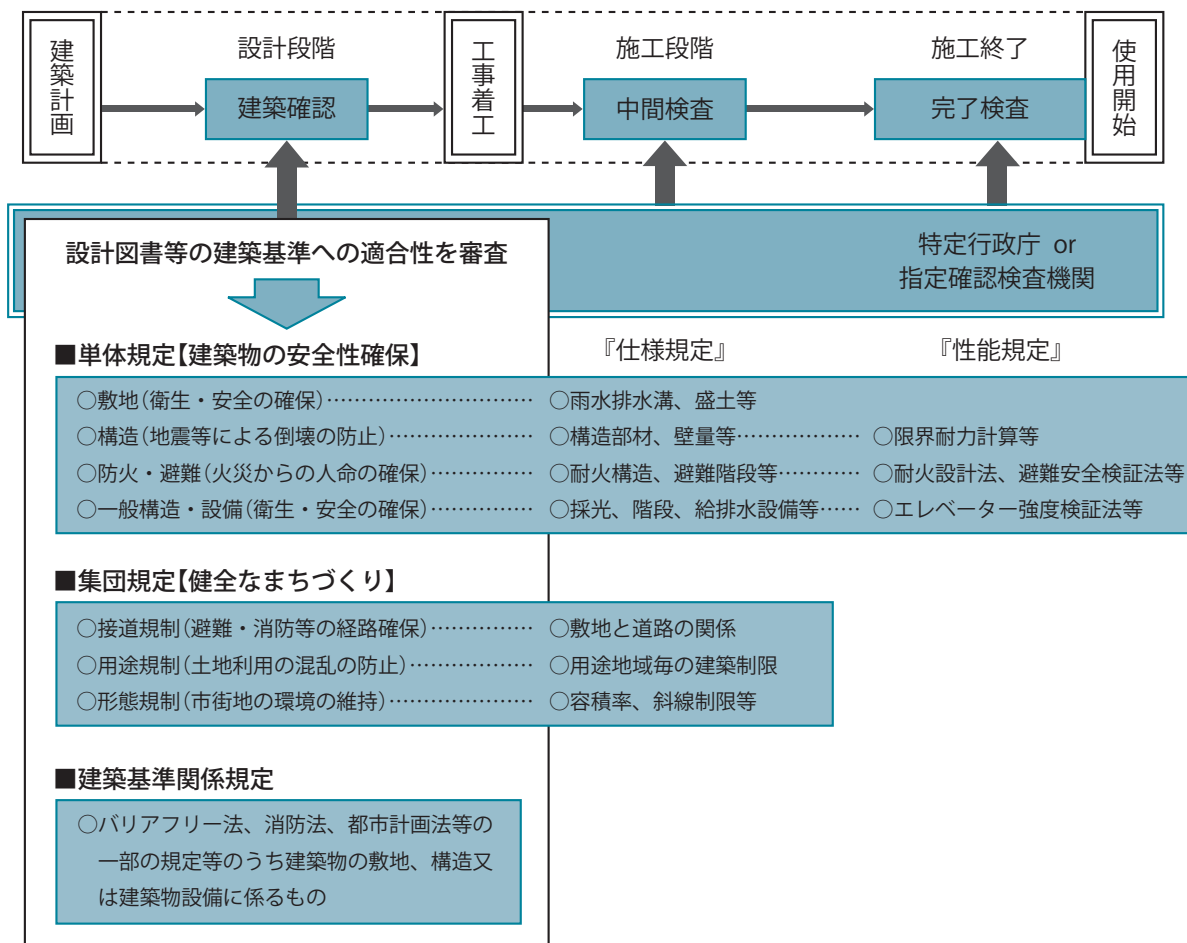 建築計画
設計段階
建築確認
工事着工
施工段階
中間検査
施工終了
完了検査
使用開始
設計図書等の建築基準への適合性を審査
特定行政庁 or
指定確認検査機関
■単体規定【建築物の安全性確保】
『仕様規定』
『性能規定』
○敷地(衛生・安全の確保)………………………… ○雨水排水溝、盛土等
○構造(地震等による倒壊の防止)………………… ○構造部材、壁量等…………… ○限界耐力計算等
○防火・避難(火災からの人命の確保)…………… ○耐火構造、避難階段等………… ○耐火設計法、避難安全検証法等
○一般構造・設備(衛生・安全の確保)…………… ○採光、階段、給排水設備等…… ○エレベーター強度検証法等
■集団規定【健全なまちづくり】
○接道規制(避難・消防等の経路確保)…………… ○敷地と道路の関係
○用途規制(土地利用の混乱の防止)……………… ○用途地域毎の建築制限
○形態規制(市街地の環境の維持)………………… ○容積率、斜線制限等
■建築基準関係規定
○バリアフリー法、消防法、都市計画法等の
一部の規定等のうち建築物の敷地、構造又
は建築物設備に係るもの